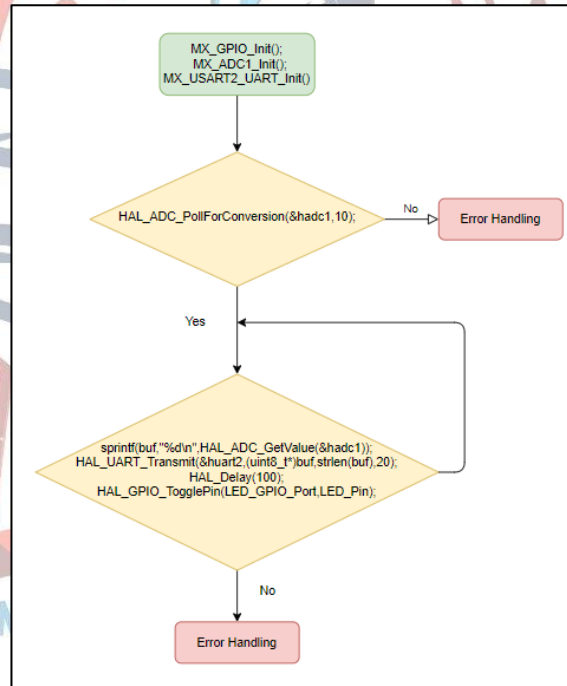 MX_GPIO_Init();
MX_ADC1_Init;
MX_USART2_UART_Init()
HAL_ADC_PollForConversion(&hadc1,10);
No
Error Handling
Yes
sprintf(buf,"%d\n",HAL_ADC_GetValue(&hadc1));
HAL_UART_Transmit(&huart2,(uint8_t*)buf,strlen(buf),20);
HAL_Delay(100);
HAL_GPIO_TogglePin(LED_GPIO_Port,LED_Pin);
No
Error Handling